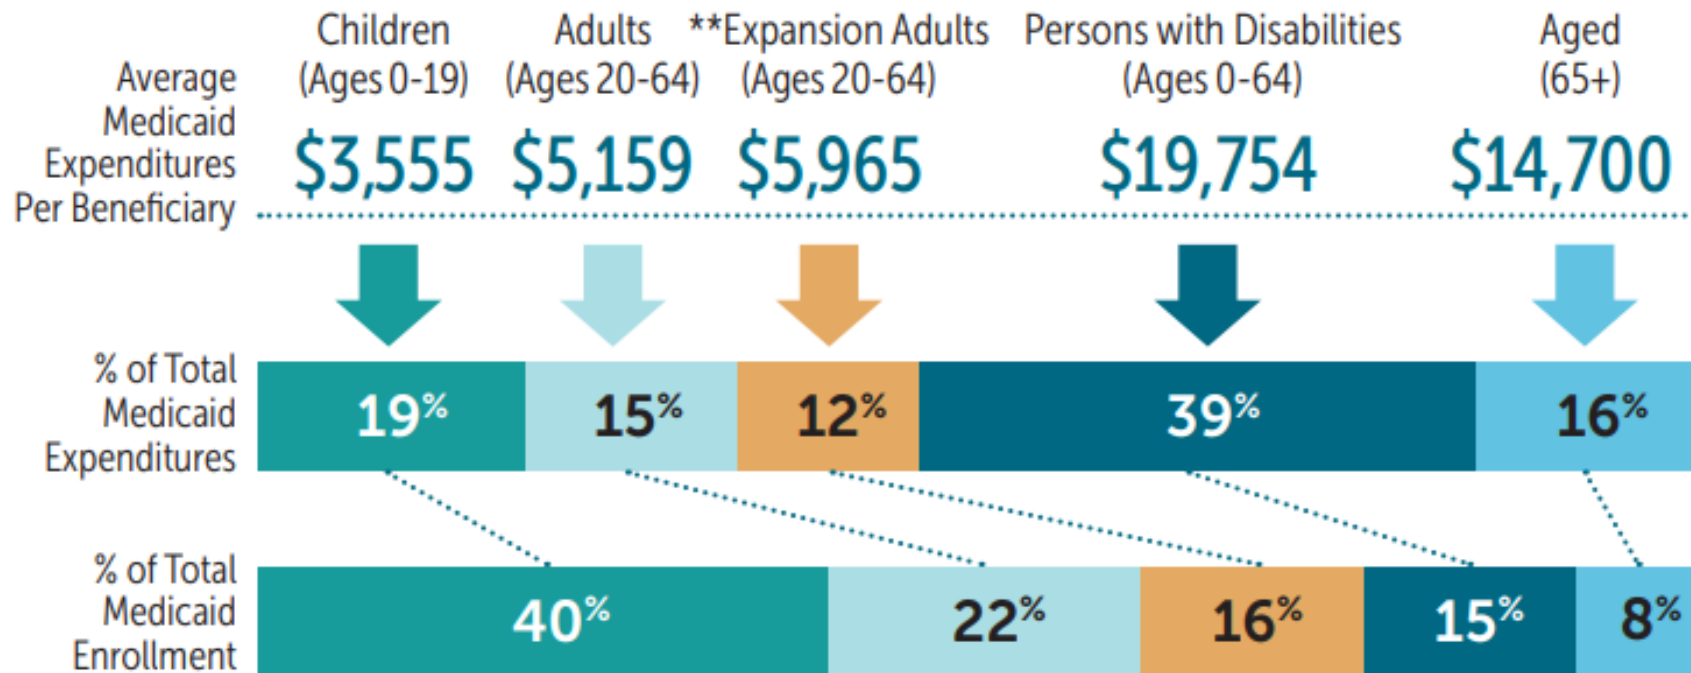 Children
(Ages 0-19)
Adults
(Ages 20-64)
**Expansion Adults
(Ages 20-64)
Persons with Disabilities
(Ages 0-64)
Aged
(65+)
Average
Medicaid
Expenditures
Per Beneficiary
$3,555
$5,159
$5,965
$19,754
$14,700
% of Total
Medicaid
Expenditures
19%
15%
12%
39%
16%
% of Total
Medicaid
Enrollment
40%
22%
16%
15%
8%